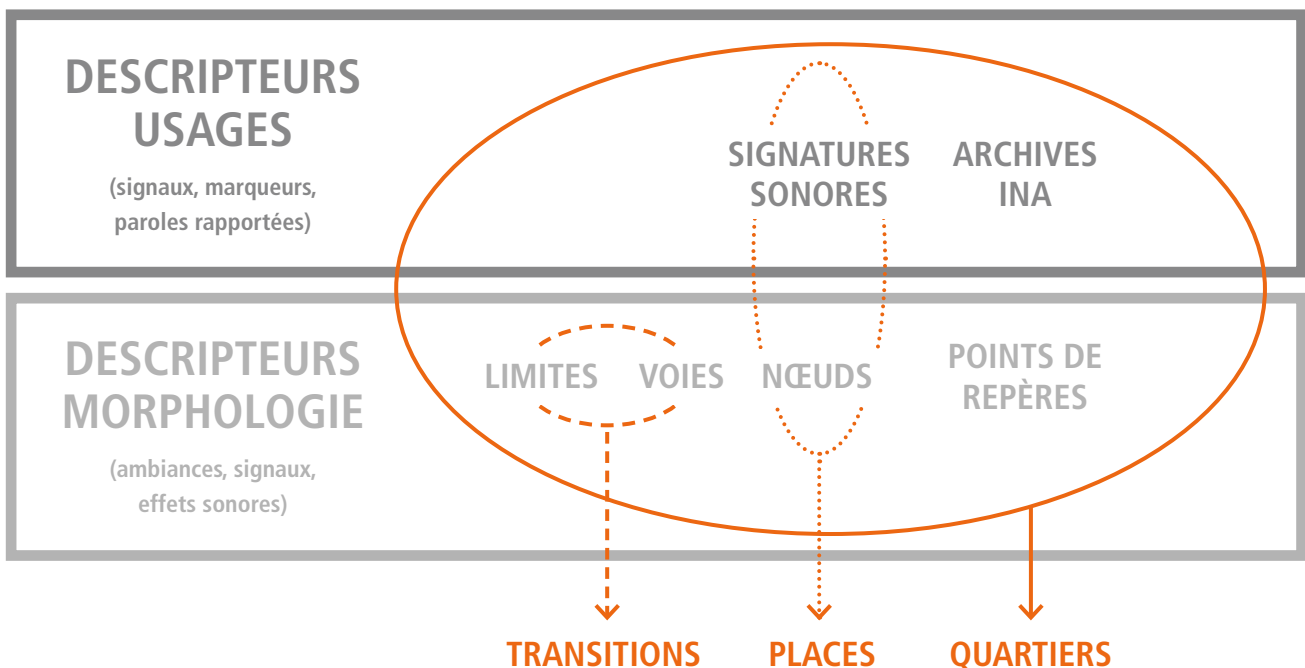 DESCRIPTEURS
USAGES
(signaux, marqueurs,
paroles rapportées)
SIGNATURES
SONORES
ARCHIVES
INA
DESCRIPTEURS
MORPHOLOGIE
(ambiances, signaux,
effets sonores)
LIMITES
VOIES
NŒUDS
POINTS DE
REPÈRES
TRANSITIONS
PLACES
QUARTIERS